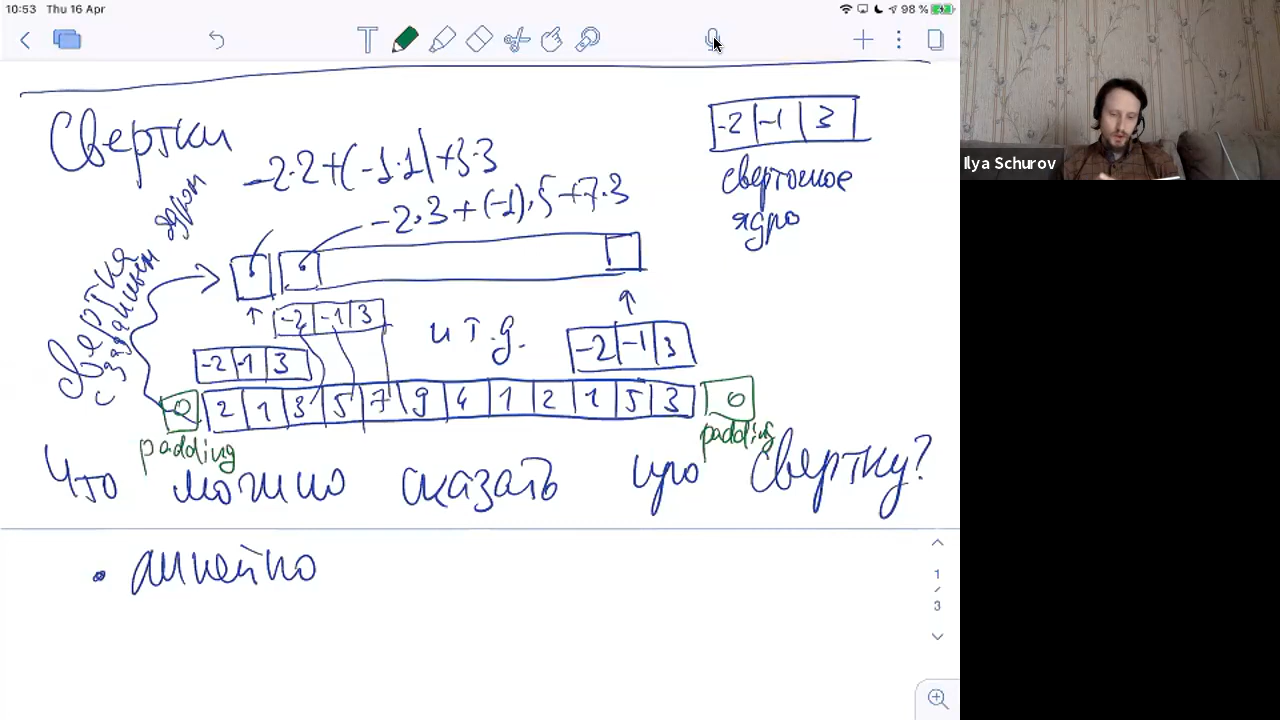 10:53 Thu 16 Apr
98 %
T
Свертки
-2·2+(-1·1)+3·3
-2·3+(-1)·5+7·3
-2 -1 3
сверточное
ядро
Ilya Schurov
Свертка
с заданным ядром
-2 -1 3
и т.д.
-2 -1 3
-2 -1 3
0 2 1 3 5 7 9 4 1 2 1 5 3 0
padding
padding
Что можно сказать про свертку?
• линейно
1
/
3